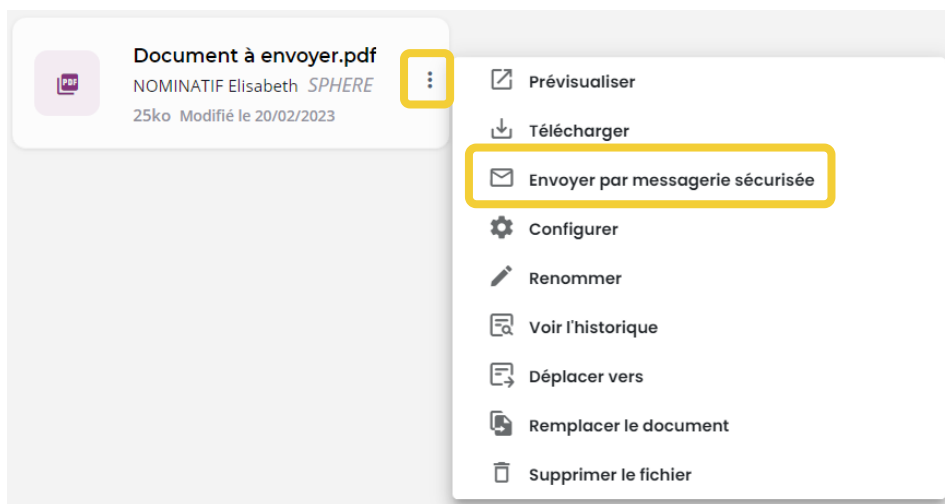 Document à envoyer.pdf
PDF
NOMINATIF Elisabeth SPHERE
25ko Modifié le 20/02/2023
Prévisualiser
Télécharger
Envoyer par messagerie sécurisée
Configurer
Renommer
Voir l'historique
Déplacer vers
Remplacer le document
Supprimer le fichier